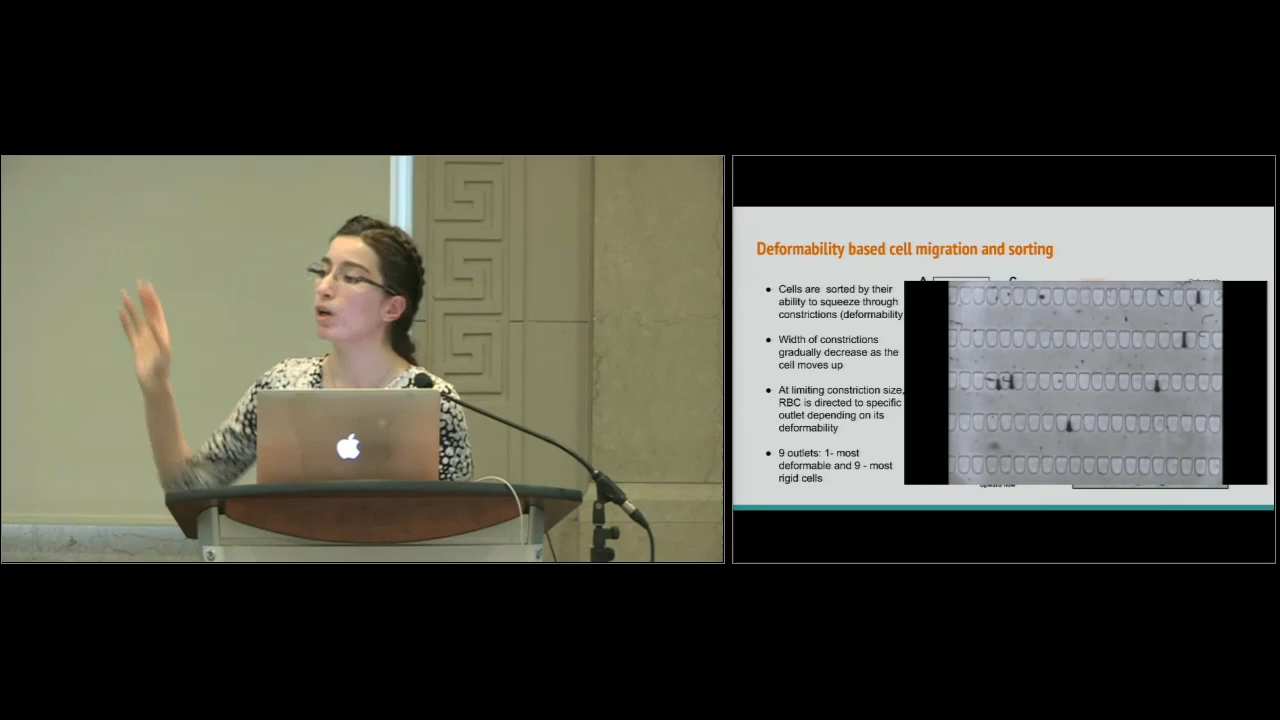 Deformability based cell migration and sorting
● Cells are sorted by their
ability to squeeze through
constrictions (deformability
● Width of constrictions
gradually decrease as the
cell moves up
● At limiting constriction size,
RBC is directed to specific
outlet depending on its
deformability
● 9 outlets: 1- most
deformable and 9 - most
rigid cells